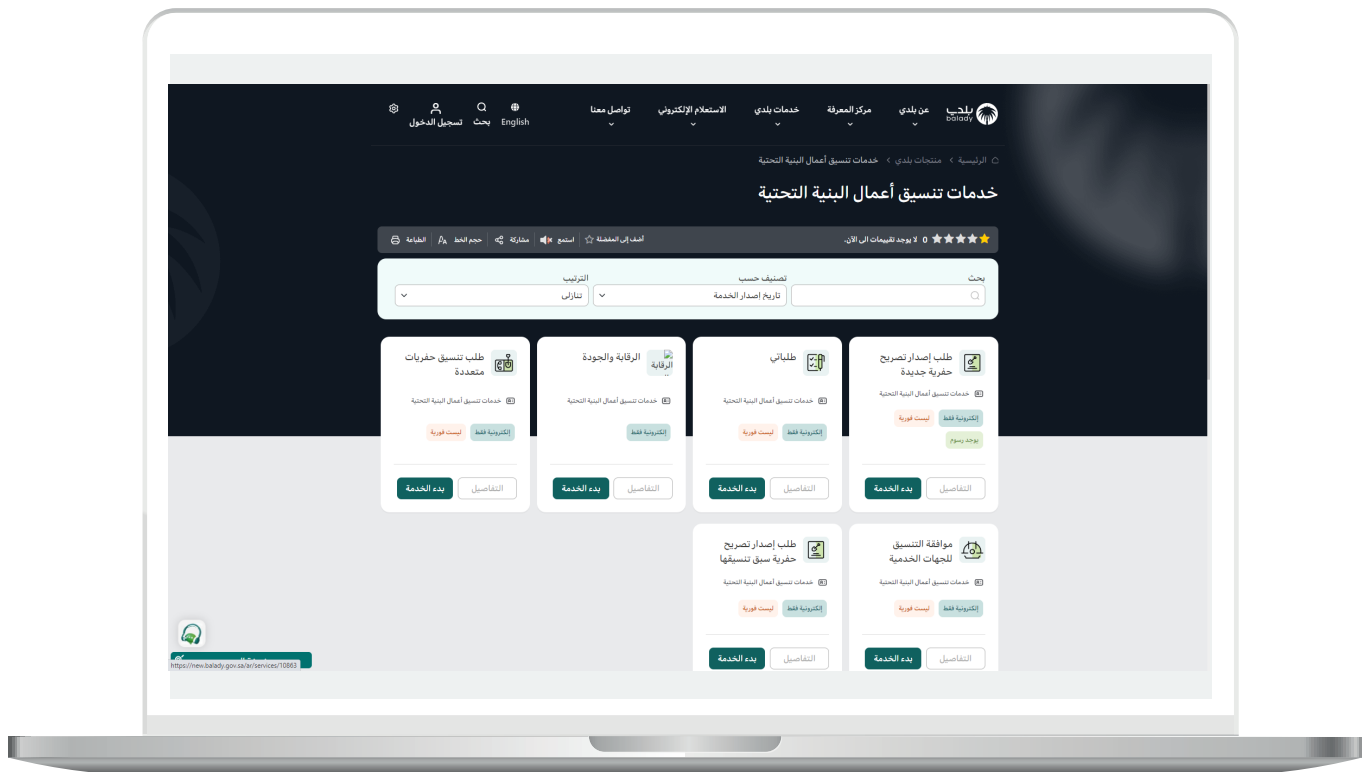 بلدي
balady
عن بلدي
مركز المعرفة
خدمات بلدي
الاستعلام الإلكتروني
تواصل معنا
English
بحث
تسجيل الدخول
الرئيسية > منتجات بلدي > خدمات تنسيق أعمال البنية التحتية
خدمات تنسيق أعمال البنية التحتية
0 لا يوجد تقييمات الى الآن.
أضف إلى المفضلة
استمع
مشاركة
حجم الخط
الطباعة
بحث
تصنيف حسب
تاريخ إصدار الخدمة
الترتيب
تنازلى
طلب إصدار تصريح
حفرية جديدة
خدمات تنسيق أعمال البنية التحتية
إلكترونية فقط
ليست فورية
يوجد رسوم
التفاصيل
بدء الخدمة
طلباتي
خدمات تنسيق أعمال البنية التحتية
إلكترونية فقط
ليست فورية
التفاصيل
بدء الخدمة
الرقابة
الرقابة والجودة
خدمات تنسيق أعمال البنية التحتية
إلكترونية فقط
التفاصيل
بدء الخدمة
طلب تنسيق حفريات
متعددة
خدمات تنسيق أعمال البنية التحتية
إلكترونية فقط
ليست فورية
التفاصيل
بدء الخدمة
موافقة التنسيق
للجهات الخدمية
خدمات تنسيق أعمال البنية التحتية
إلكترونية فقط
ليست فورية
التفاصيل
بدء الخدمة
طلب إصدار تصريح
حفرية سبق تنسيقها
خدمات تنسيق أعمال البنية التحتية
إلكترونية فقط
ليست فورية
التفاصيل
بدء الخدمة
https://new.balady.gov.sa/ar/services/10863